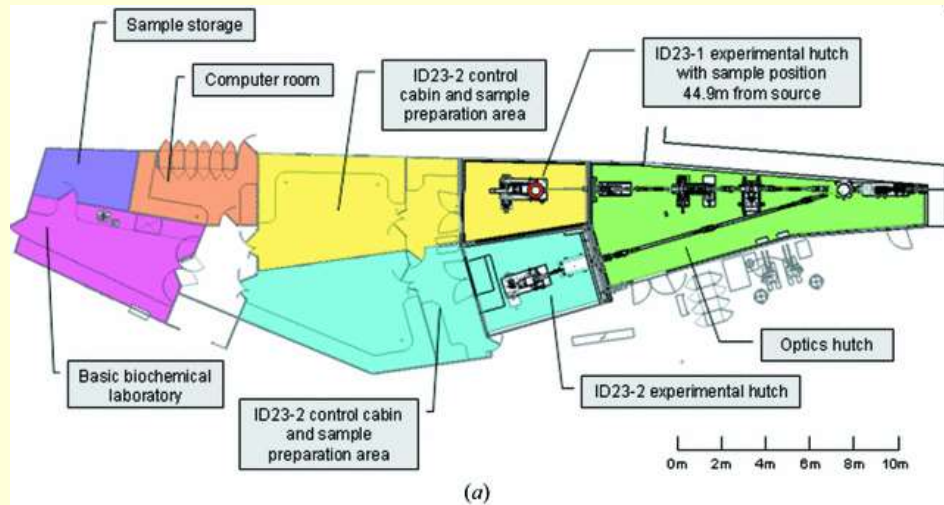 Sample storage
Computer room
ID23-2 control
cabin and sample
preparation area
ID23-1 experimental hutch
with sample position
44.9m from source
Basic biochemical
laboratory
ID23-2 control cabin
and sample
preparation area
ID23-2 experimental hutch
Optics hutch
0m 2m 4m 6m 8m 10m
(a)